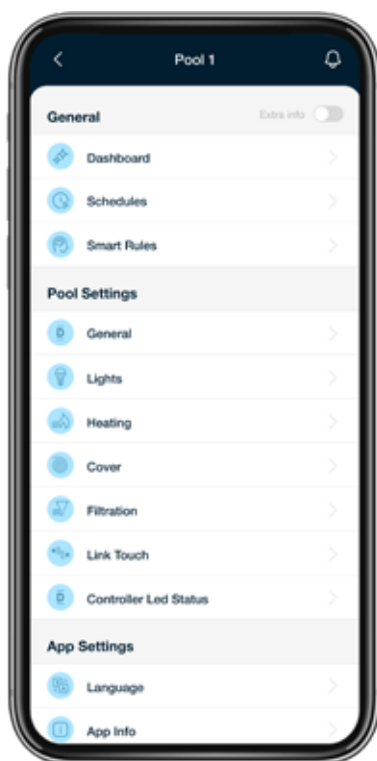 Pool 1
General
Extra info
Dashboard
Schedules
Smart Rules
Pool Settings
General
Lights
Heating
Cover
Filtration
Link Touch
Controller Led Status
App Settings
Language
App Info